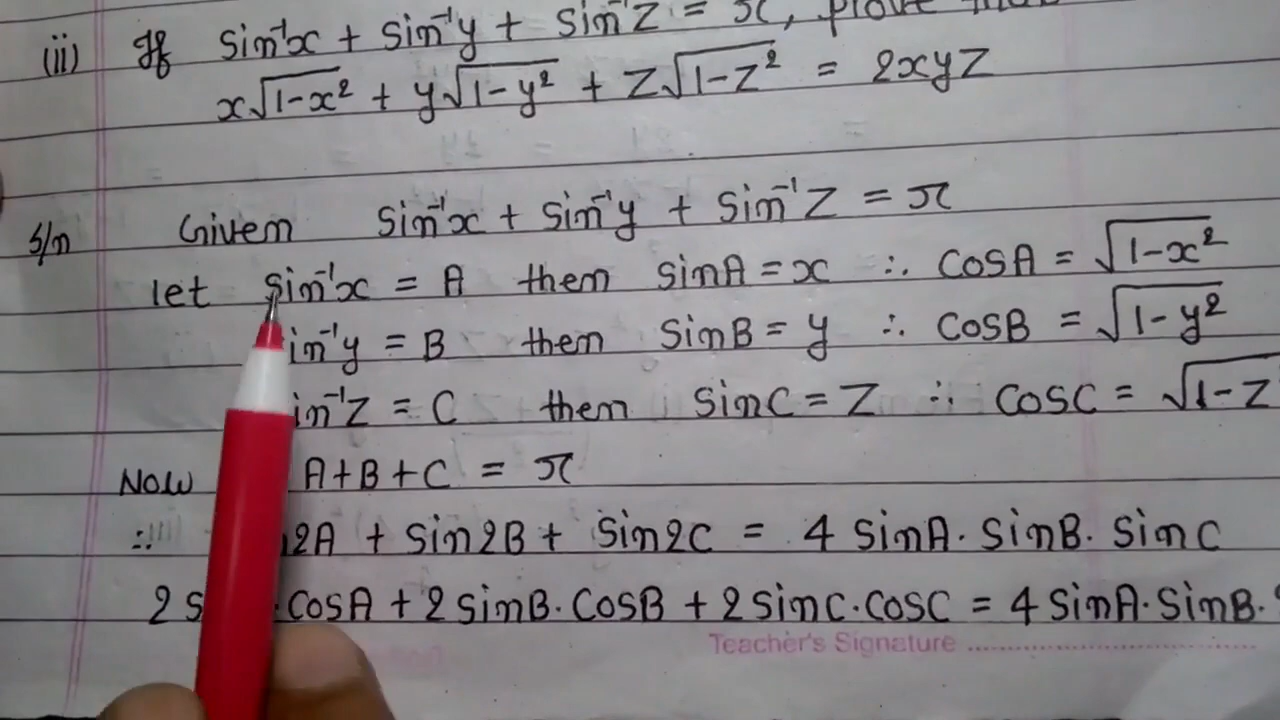 (ii) If sin⁻¹x + sin⁻¹y + sin⁻¹z = π, prove that
x√1-x² + y√1-y² + z√1-z² = 2xyz
S/n Given sin⁻¹x + sin⁻¹y + sin⁻¹z = π
let sin⁻¹x = A then sinA = x ∴ cosA = √1-x²
in⁻¹y = B then sinB = y ∴ cosB = √1-y²
in⁻¹z = C then sinC = z ∴ cosC = √1-z
Now A+B+C = π
∴ 2A + sin2B + sin2C = 4 sinA. sinB. sinC
2 s cosA + 2 sinB. cosB + 2 sinC. cosC = 4 sinA. sinB.
Teacher's Signature